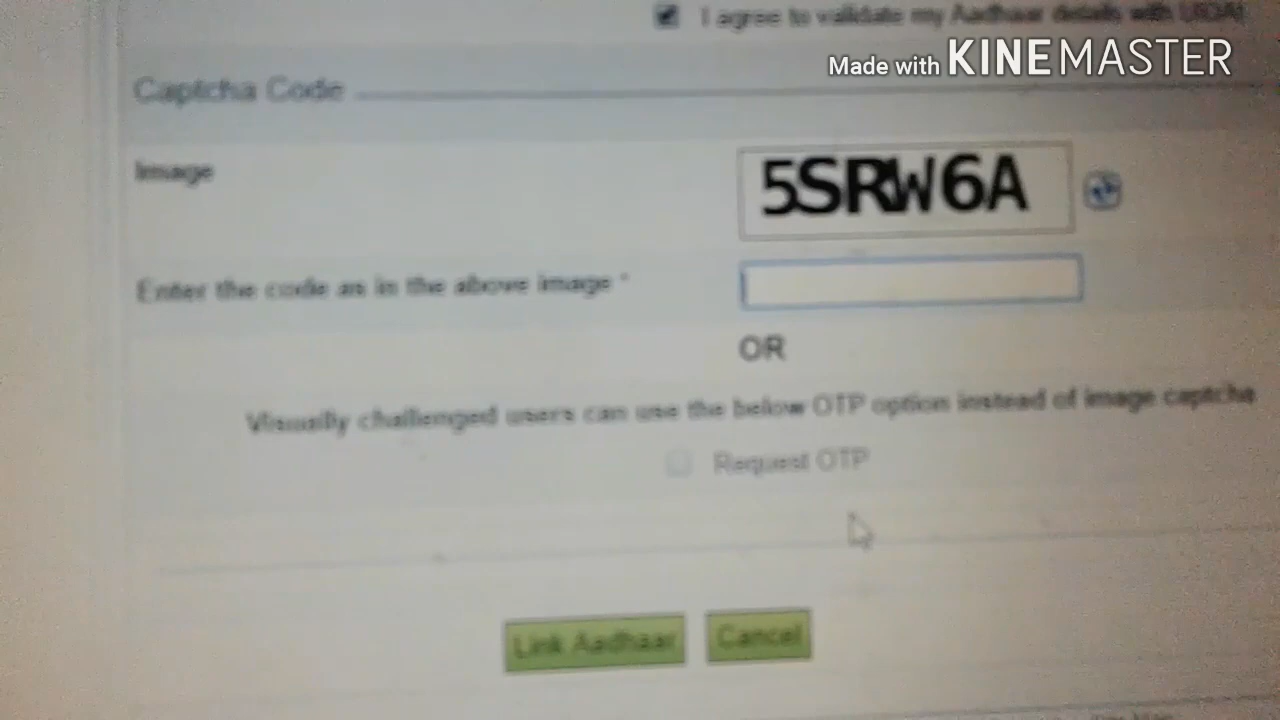 I agree to validate my Aadhaar details with UIDAI
Made with KINEMASTER
Captcha Code
Image
5SRW6A
Enter the code as in the above image *
OR
Visually challenged users can use the below OTP option instead of image captcha
Request OTP
Link Aadhaar Cancel